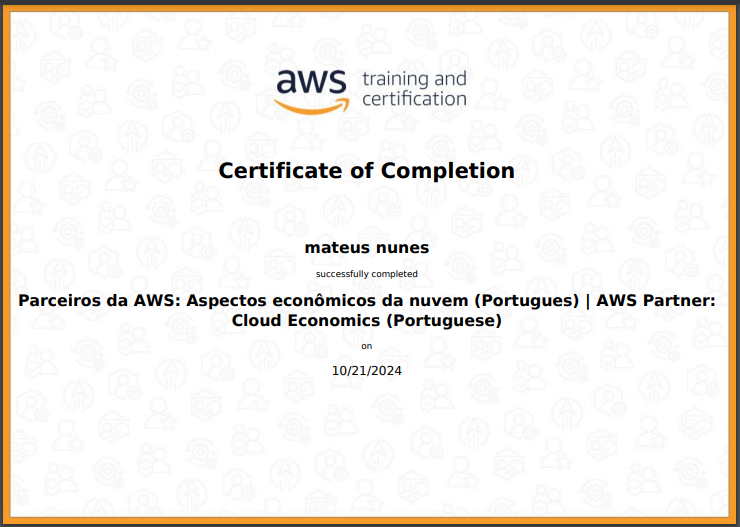 aws training and
certification
Certificate of Completion
mateus nunes
successfully completed
Parceiros da AWS: Aspectos econômicos da nuvem (Portugues) | AWS Partner:
Cloud Economics (Portuguese)
on
10/21/2024